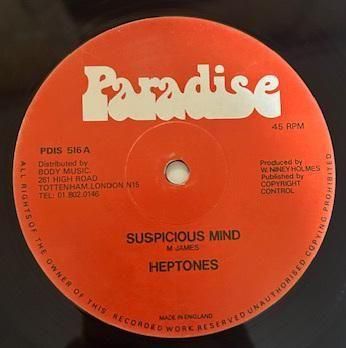 Paradise
PDIS 516 A
45 RPM
Distributed by
BODY MUSIC.
261 HIGH ROAD
TOTTENHAM, LONDON N15
TEL: 01.802.0146
Produced by
W. NINEY HOLMES
Published by
COPYRIGHT
CONTROL
SUSPICIOUS MIND
M JAMES
HEPTONES
MADE IN ENGLAND
ALL RIGHTS OF THE OWNER OF THIS RECORDED WORK RESERVED UNAUTHORISED COPYING PROHIBITED